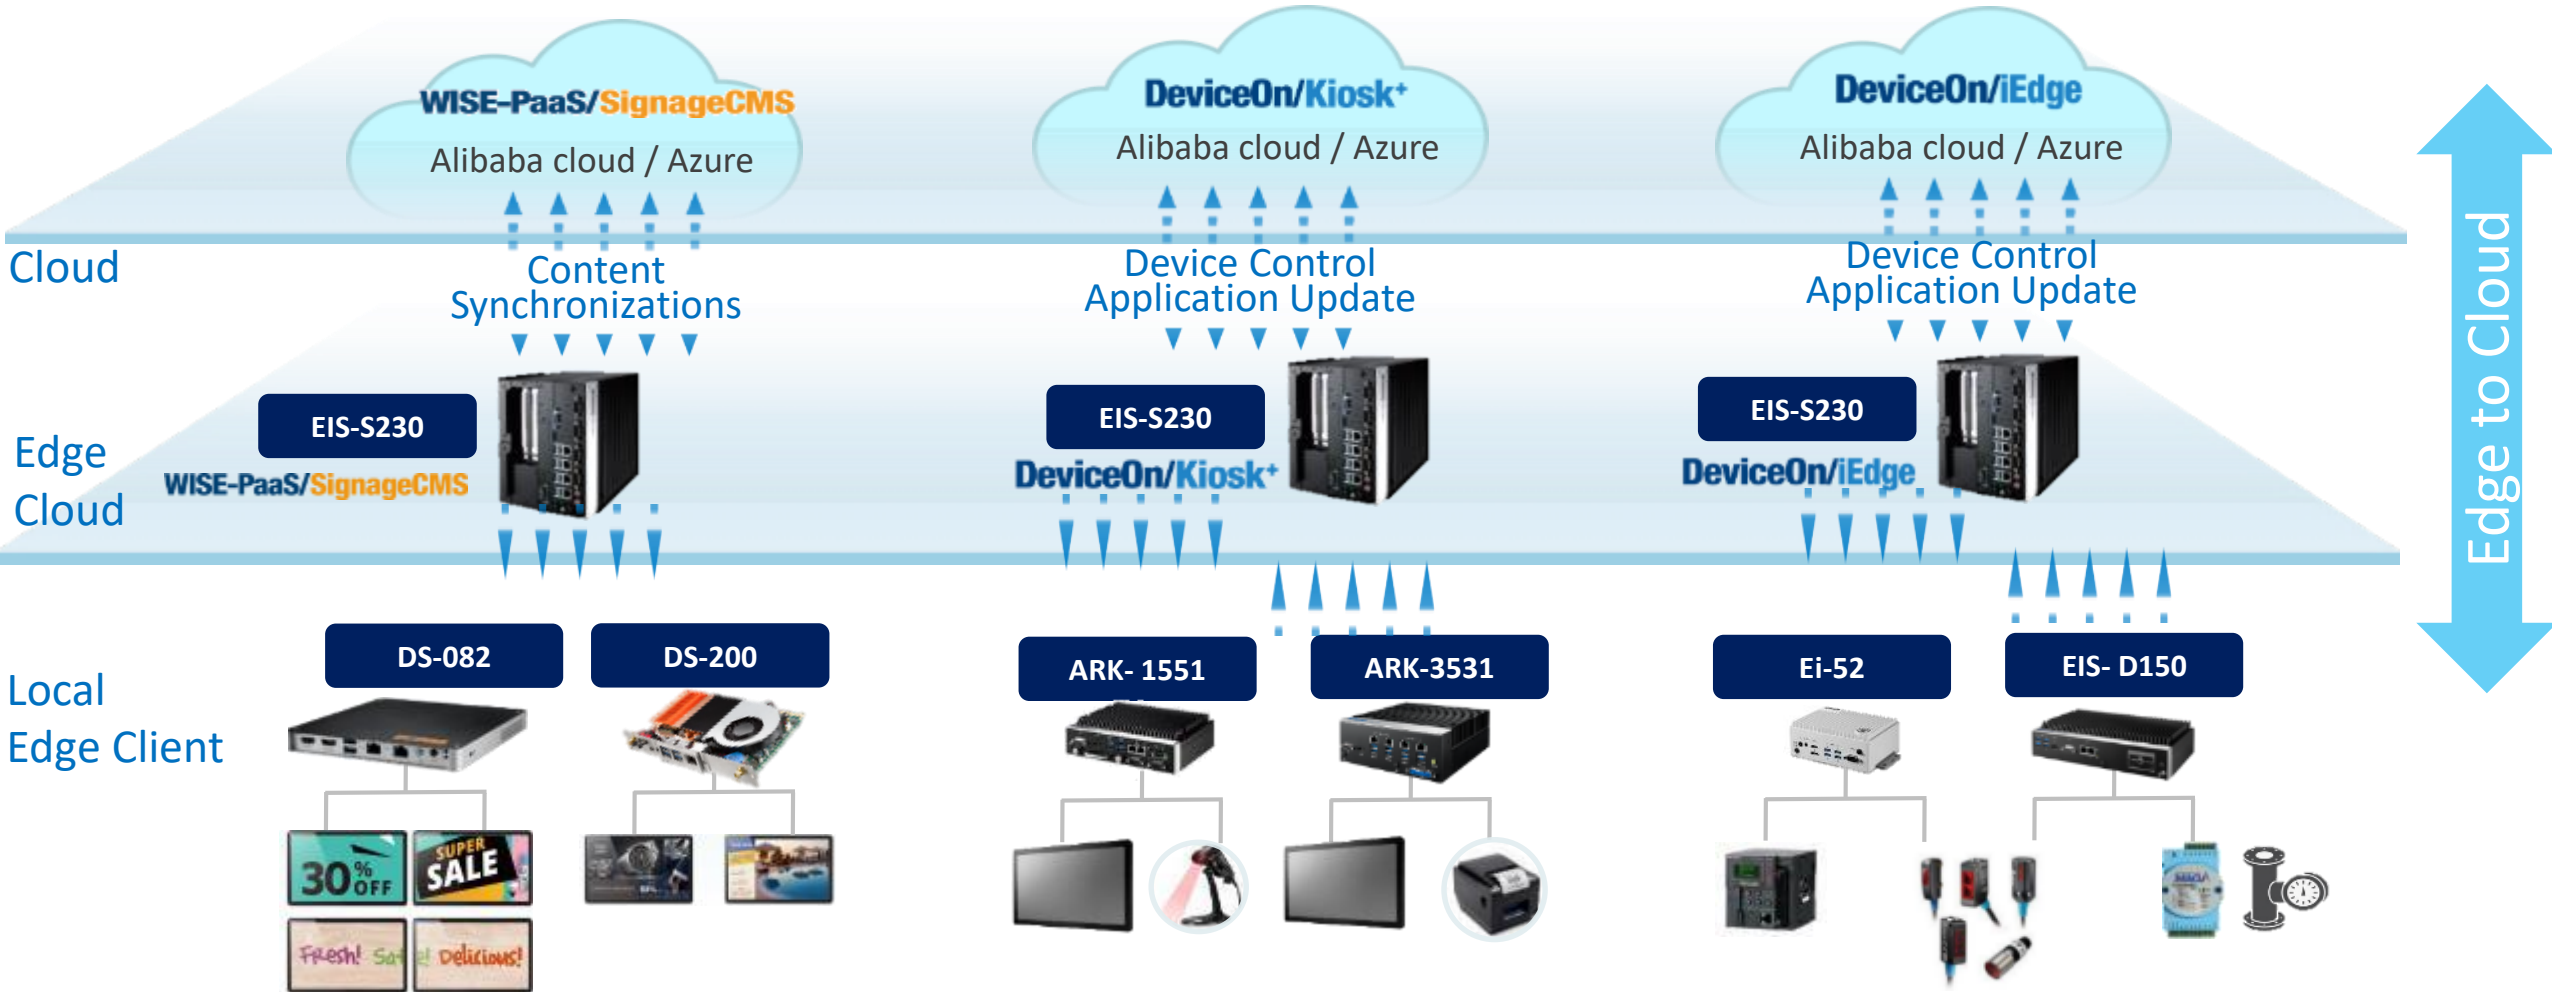 WISE-PaaS/SignageCMS
Alibaba cloud / Azure
DeviceOn/Kiosk+
Alibaba cloud / Azure
DeviceOn/iEdge
Alibaba cloud / Azure
Cloud
Content
Synchronizations
Device Control
Application Update
Device Control
Application Update
Edge to Cloud
Edge
Cloud
EIS-S230
WISE-PaaS/SignageCMS
EIS-S230
DeviceOn/Kiosk+
EIS-S230
DeviceOn/iEdge
Local
Edge Client
DS-082
DS-200
ARK- 1551
ARK-3531
Ei-52
EIS- D150
30% OFF
SUPER
SALE
Fresh! Safe! Delicious!